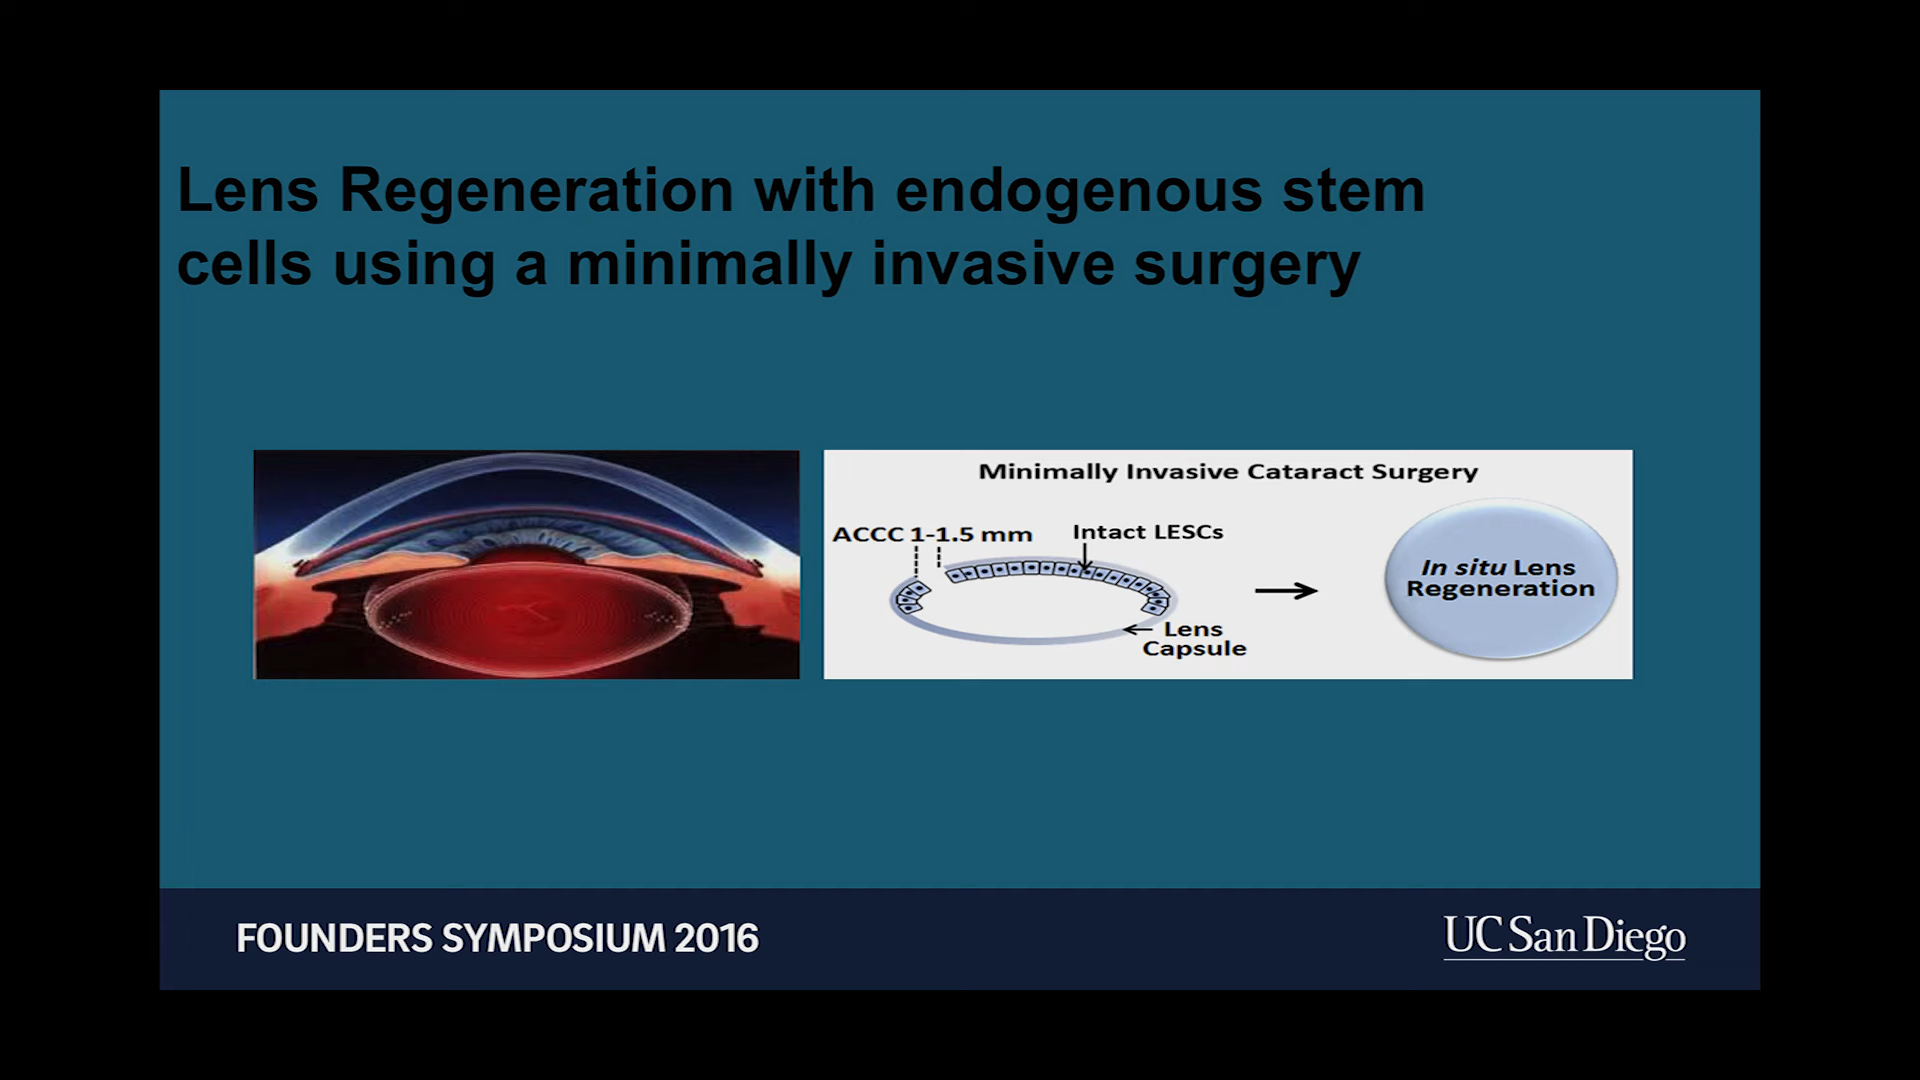 Lens Regeneration with endogenous stem
cells using a minimally invasive surgery
Minimally Invasive Cataract Surgery
ACCC 1-1.5 mm
Intact LESCs
Lens
Capsule
In situ Lens
Regeneration
FOUNDERS SYMPOSIUM 2016
UC San Diego